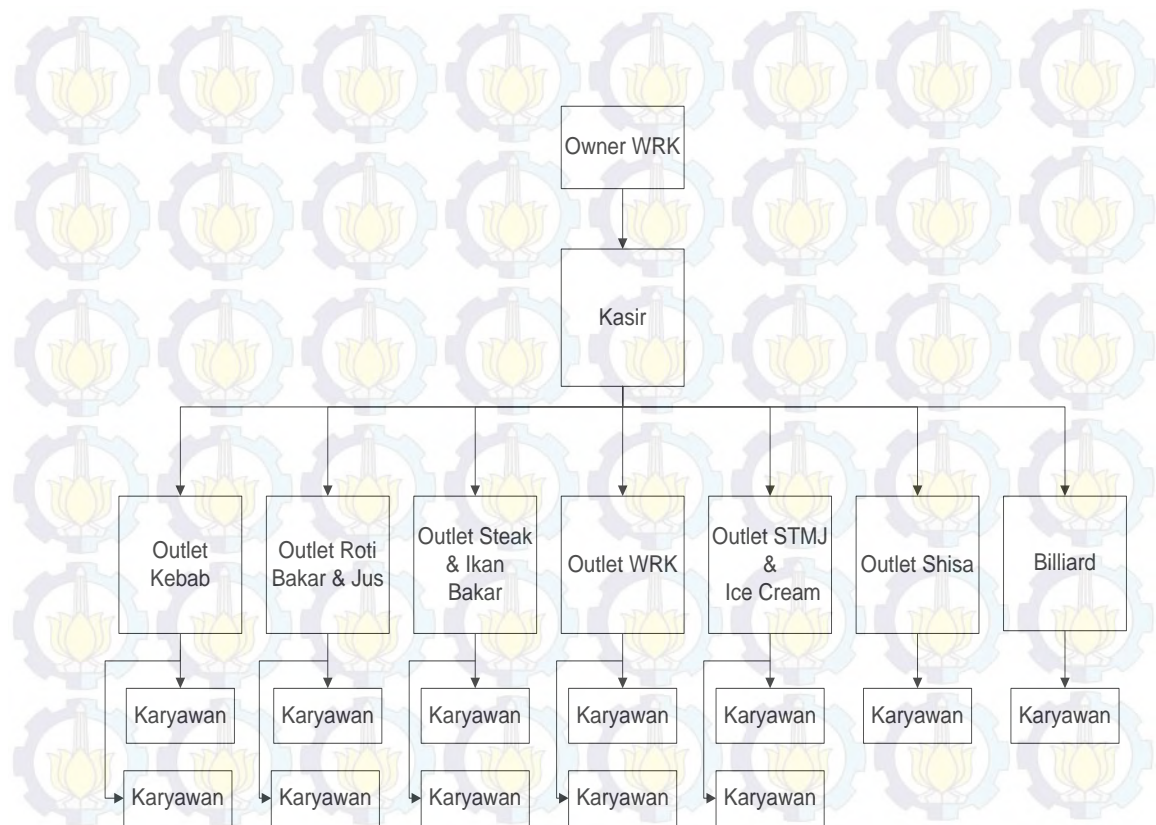 Owner WRK
Kasir
Outlet
Kebab
Outlet Roti
Bakar & Jus
Outlet Steak
& Ikan
Bakar
Outlet WRK
Outlet STMJ
&
Ice Cream
Outlet Shisa
Billiard
Karyawan
Karyawan
Karyawan
Karyawan
Karyawan
Karyawan
Karyawan
Karyawan
Karyawan
Karyawan
Karyawan
Karyawan